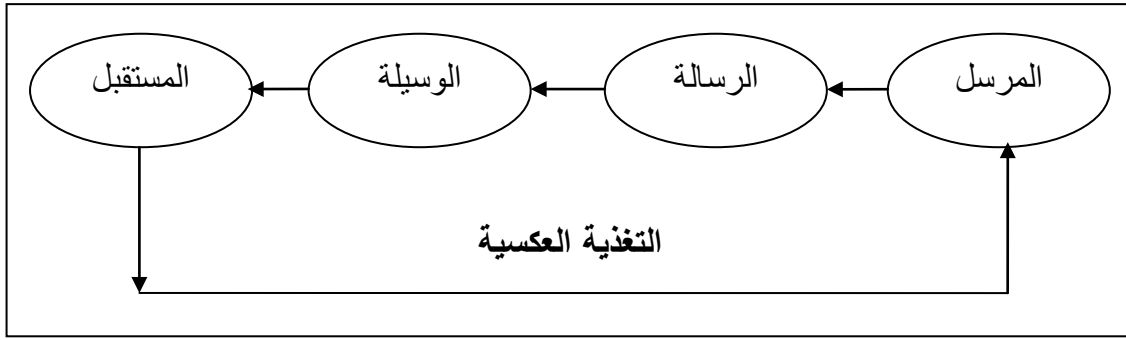 المرسل
الرسالة
الوسيلة
المستقبل
التغذية العكسية